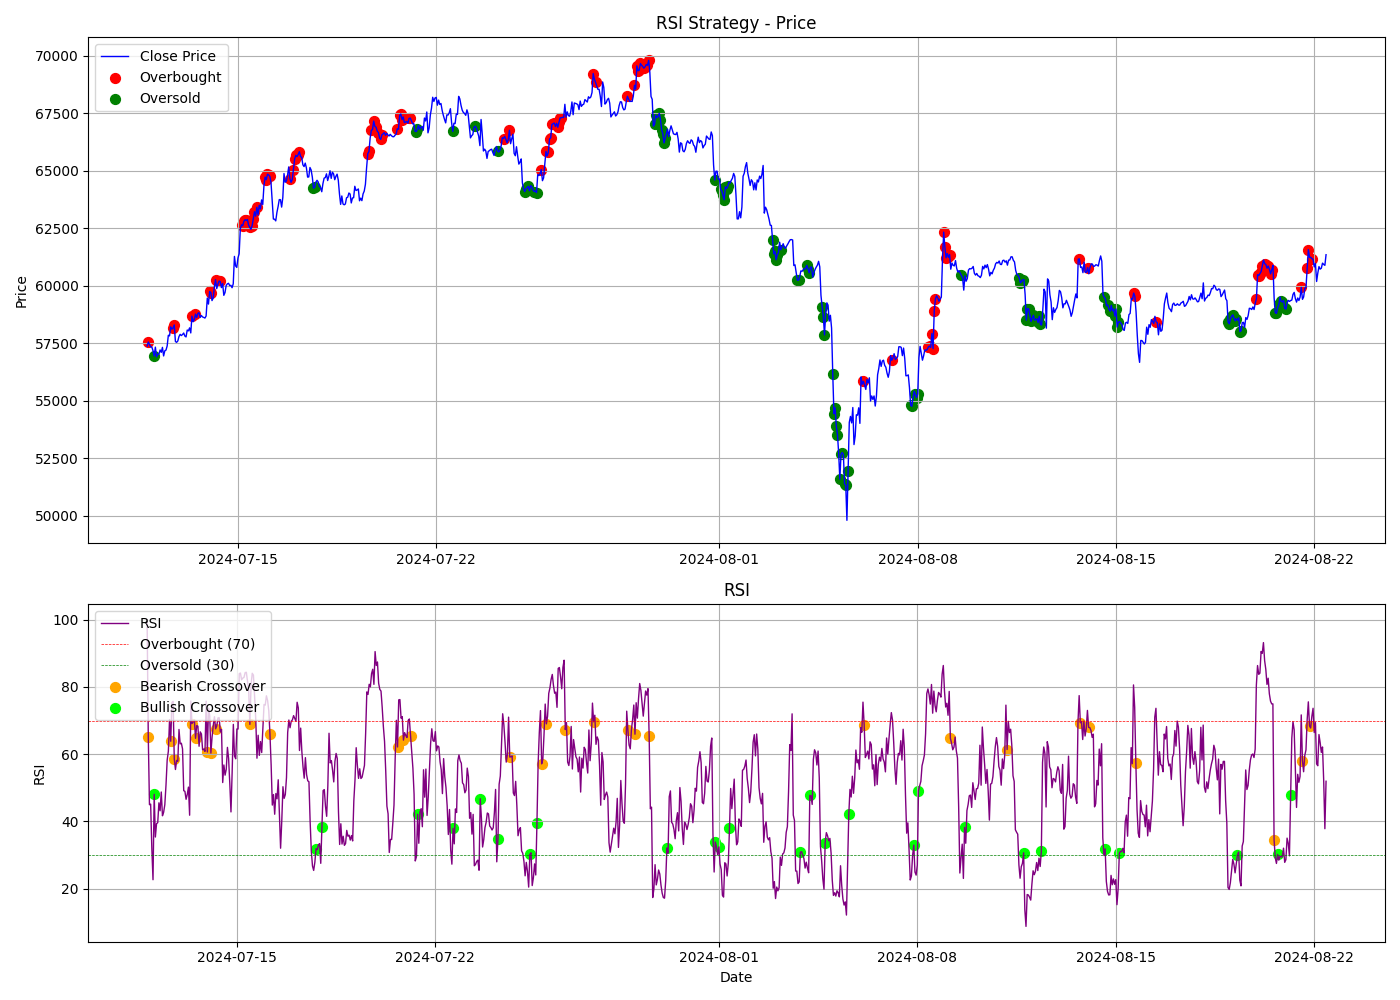 RSI Strategy - Price
Close Price
Overbought
Oversold
Price
70000
67500
65000
62500
60000
57500
55000
52500
50000
2024-07-15
2024-07-22
2024-08-01
2024-08-08
2024-08-15
2024-08-22
RSI
RSI
Overbought (70)
Oversold (30)
Bearish Crossover
Bullish Crossover
RSI
100
80
60
40
20
2024-07-15
2024-07-22
2024-08-01
2024-08-08
2024-08-15
2024-08-22
Date